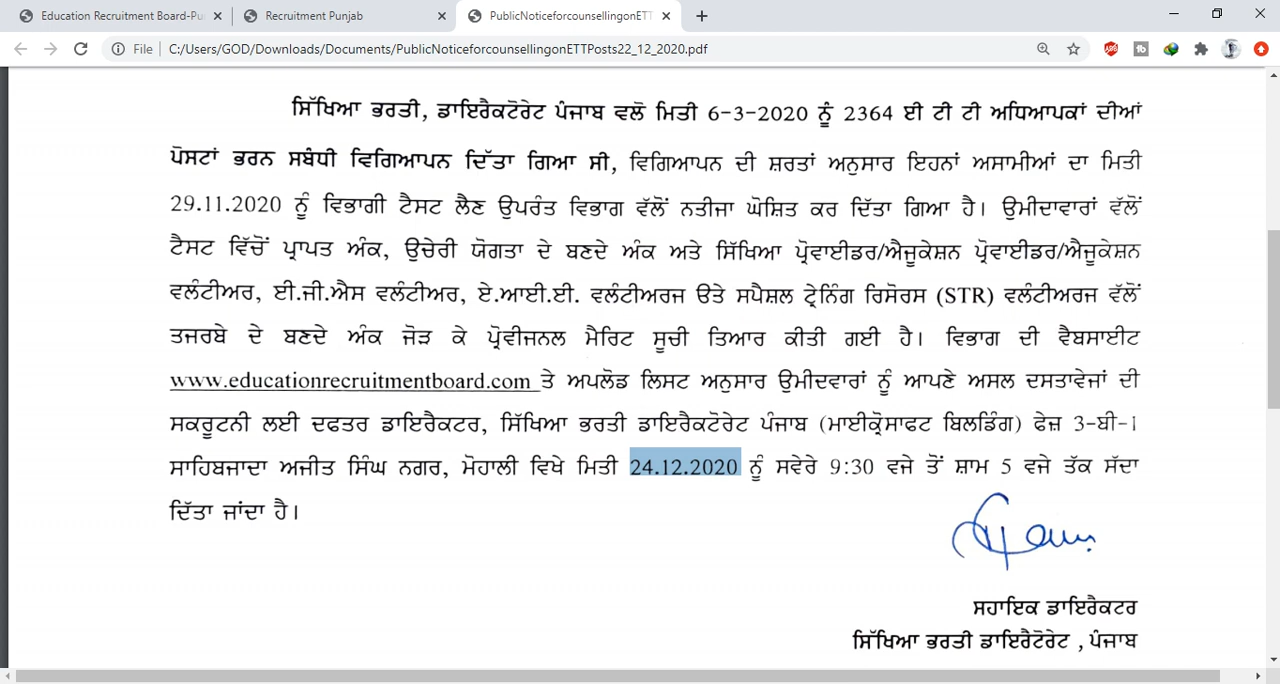 Education Recruitment Board-Pu
Recruitment Punjab
PublicNoticeforcounsellingonETT
File | C:/Users/GOD/Downloads/Documents/PublicNoticeforcounsellingonETTPosts22_12_2020.pdf
ਸਿੱਖਿਆ ਭਰਤੀ, ਡਾਇਰੈਕਟੋਰੇਟ ਪੰਜਾਬ ਵਲੋ ਮਿਤੀ 6-3-2020 ਨੂੰ 2364 ਈ ਟੀ ਟੀ ਅਧਿਆਪਕਾਂ ਦੀਆਂ
ਪੋਸਟਾਂ ਭਰਨ ਸਬੰਧੀ ਵਿਗਿਆਪਨ ਦਿੱਤਾ ਗਿਆ ਸੀ, ਵਿਗਿਆਪਨ ਦੀ ਸ਼ਰਤਾਂ ਅਨੁਸਾਰ ਇਹਨਾਂ ਅਸਾਮੀਆਂ ਦਾ ਮਿਤੀ
29.11.2020 ਨੂੰ ਵਿਭਾਗੀ ਟੈਸਟ ਲੈਣ ਉਪਰੰਤ ਵਿਭਾਗ ਵੱਲੋਂ ਨਤੀਜਾ ਘੋਸ਼ਿਤ ਕਰ ਦਿੱਤਾ ਗਿਆ ਹੈ। ਉਮੀਦਾਵਾਰਾਂ ਵੱਲੋਂ
ਟੈਸਟ ਵਿੱਚੋਂ ਪ੍ਰਾਪਤ ਅੰਕ, ਉਚੇਰੀ ਯੋਗਤਾ ਦੇ ਬਣਦੇ ਅੰਕ ਅਤੇ ਸਿੱਖਿਆ ਪ੍ਰੋਵਾਈਡਰ/ਐਜੂਕੇਸ਼ਨ ਪ੍ਰੋਵਾਈਡਰ/ਐਜੂਕੇਸ਼ਨ
ਵਲੰਟੀਅਰ, ਈ.ਜੀ.ਐਸ ਵਲੰਟੀਅਰ, ਏ.ਆਈ.ਈ. ਵਲੰਟੀਅਰਜ ੳਤੇ ਸਪੈਸ਼ਲ ਟ੍ਰੇਨਿੰਗ ਰਿਸੋਰਸ (STR) ਵਲੰਟੀਅਰਜ ਵੱਲੋਂ
ਤਜਰਬੇ ਦੇ ਬਣਦੇ ਅੰਕ ਜੋੜ ਕੇ ਪ੍ਰੋਵੀਜਨਲ ਮੈਰਿਟ ਸੂਚੀ ਤਿਆਰ ਕੀਤੀ ਗਈ ਹੈ। ਵਿਭਾਗ ਦੀ ਵੈਬਸਾਈਟ
www.educationrecruitmentboard.com ਤੇ ਅਪਲੋਡ ਲਿਸਟ ਅਨੁਸਾਰ ਉਮੀਦਵਾਰਾਂ ਨੂੰ ਆਪਣੇ ਅਸਲ ਦਸਤਾਵੇਜਾਂ ਦੀ
ਸਕਰੂਟਨੀ ਲਈ ਦਫਤਰ ਡਾਇਰੈਕਟਰ, ਸਿੱਖਿਆ ਭਰਤੀ ਡਾਇਰੈਕਟੋਰੇਟ ਪੰਜਾਬ (ਮਾਈਕ੍ਰੋਸਾਫਟ ਬਿਲਡਿੰਗ) ਫੇਜ਼ 3-ਬੀ-1
ਸਾਹਿਬਜਾਦਾ ਅਜੀਤ ਸਿੰਘ ਨਗਰ, ਮੋਹਾਲੀ ਵਿਖੇ ਮਿਤੀ 24.12.2020 ਨੂੰ ਸਵੇਰੇ 9:30 ਵਜੇ ਤੋਂ ਸ਼ਾਮ 5 ਵਜੇ ਤੱਕ ਸੱਦਾ
ਦਿੱਤਾ ਜਾਂਦਾ ਹੈ।
ਸਹਾਇਕ ਡਾਇਰੈਕਟਰ
ਸਿੱਖਿਆ ਭਰਤੀ ਡਾਇਰੈਟੋਰੇਟ , ਪੰਜਾਬ